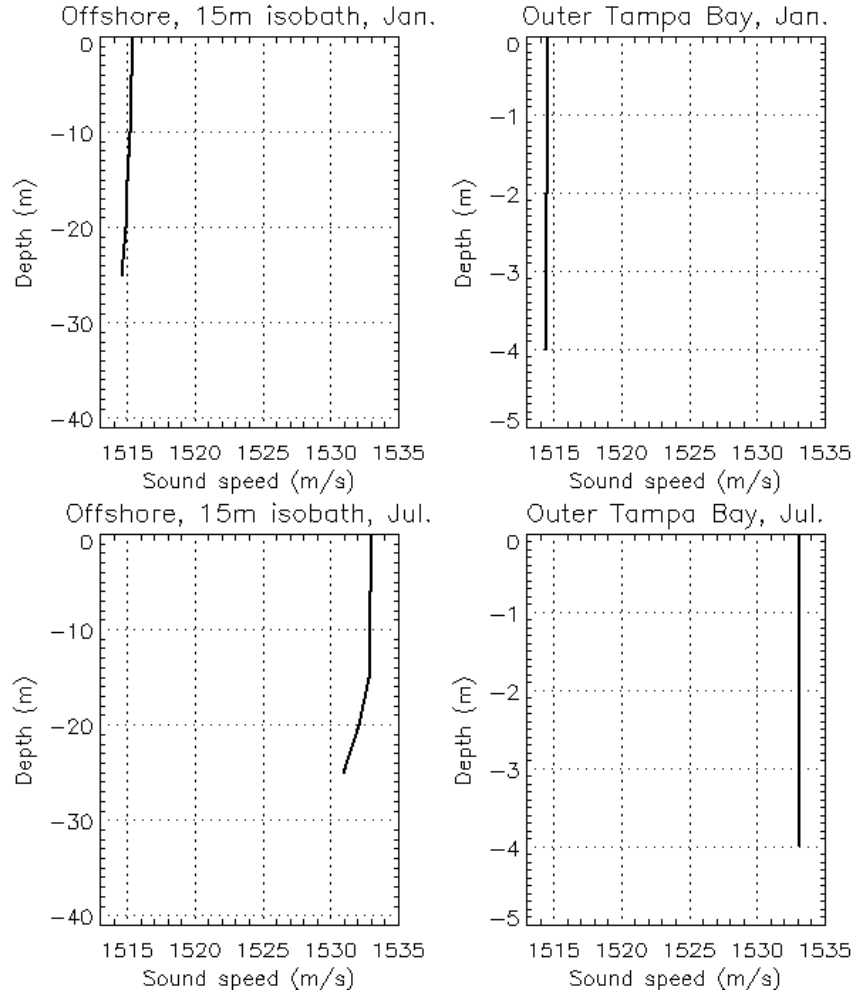 Offshore, 15m isobath, Jan.
0
−10
−20
−30
−40
Depth (m)
1515 1520 1525 1530 1535
Sound speed (m/s)
Outer Tampa Bay, Jan.
0
−1
−2
−3
−4
−5
Depth (m)
1515 1520 1525 1530 1535
Sound speed (m/s)
Offshore, 15m isobath, Jul.
0
−10
−20
−30
−40
Depth (m)
1515 1520 1525 1530 1535
Sound speed (m/s)
Outer Tampa Bay, Jul.
0
−1
−2
−3
−4
−5
Depth (m)
1515 1520 1525 1530 1535
Sound speed (m/s)